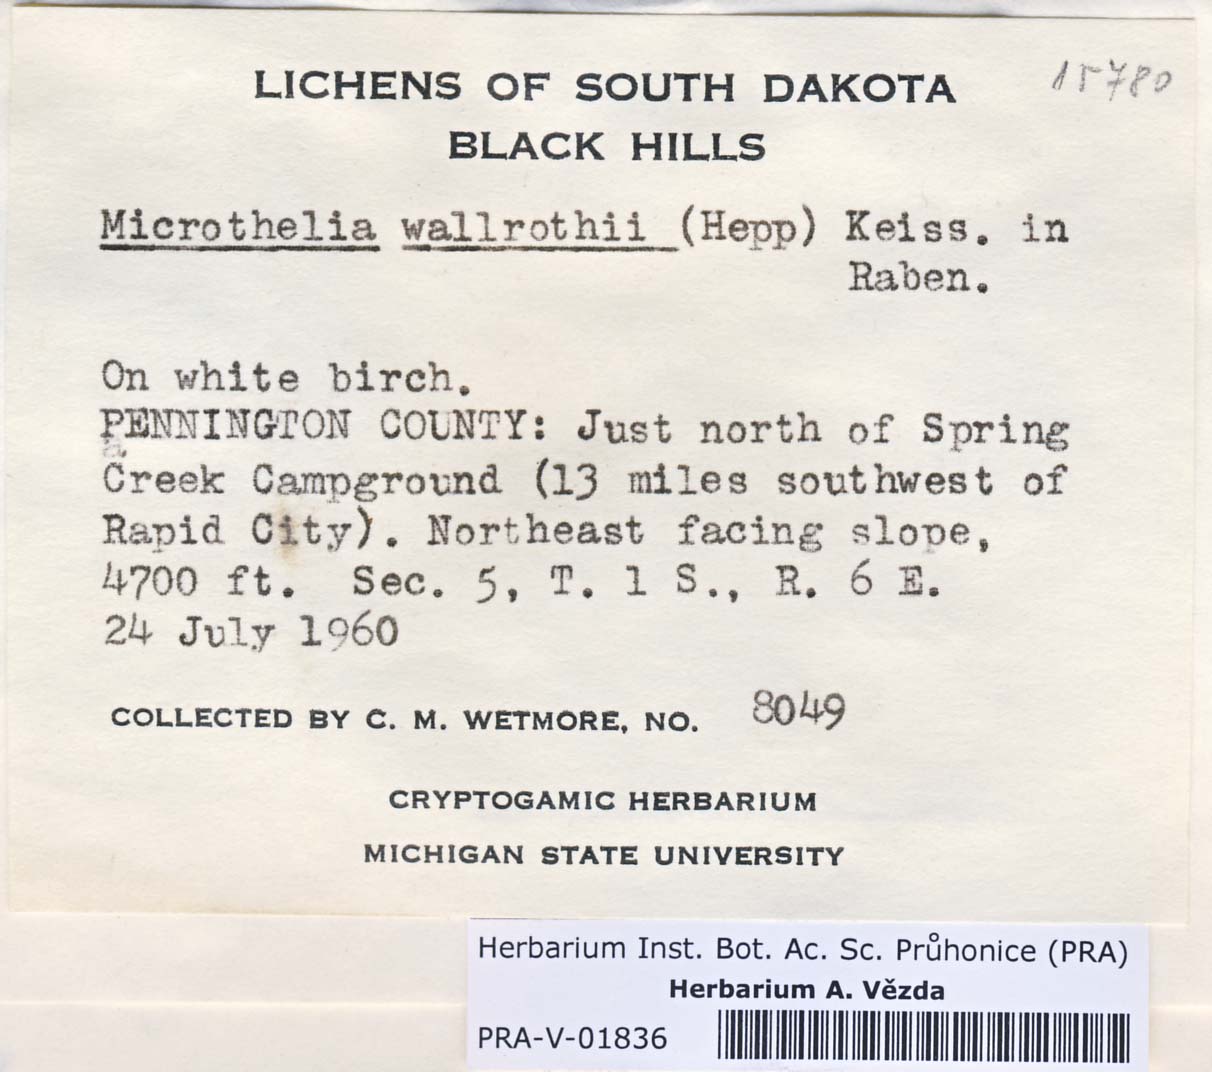 15780
LICHENS OF SOUTH DAKOTA
BLACK HILLS
Microthelia wallrothii (Hepp) Keiss. in
Raben.
On white birch.
PENNINGTON COUNTY: Just north of Spring
Creek Campground (13 miles southwest of
Rapid City). Northeast facing slope,
4700 ft. Sec. 5, T. 1 S., R. 6 E.
24 July 1960
COLLECTED BY C. M. WETMORE, NO. 8049
CRYPTOGAMIC HERBARIUM
MICHIGAN STATE UNIVERSITY
Herbarium Inst. Bot. Ac. Sc. Průhonice (PRA)
Herbarium A. Vězda
PRA-V-01836